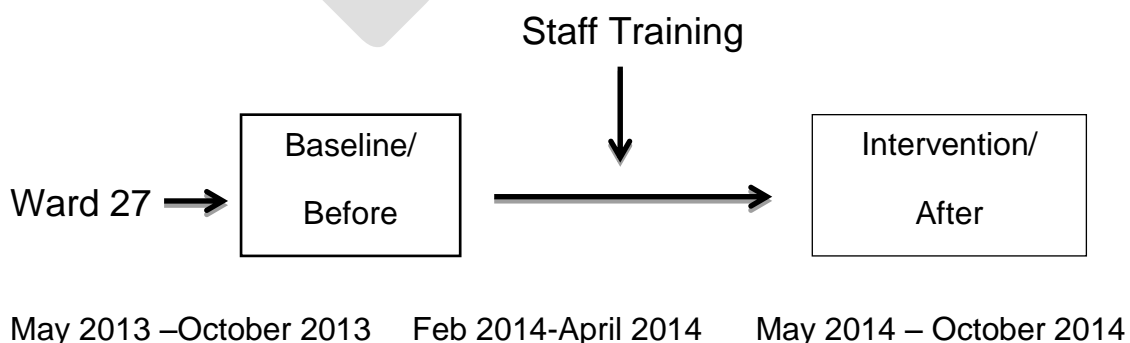 Staff Training
Baseline/
Before
Intervention/
After
Ward 27
May 2013 –October 2013
Feb 2014-April 2014
May 2014 – October 2014